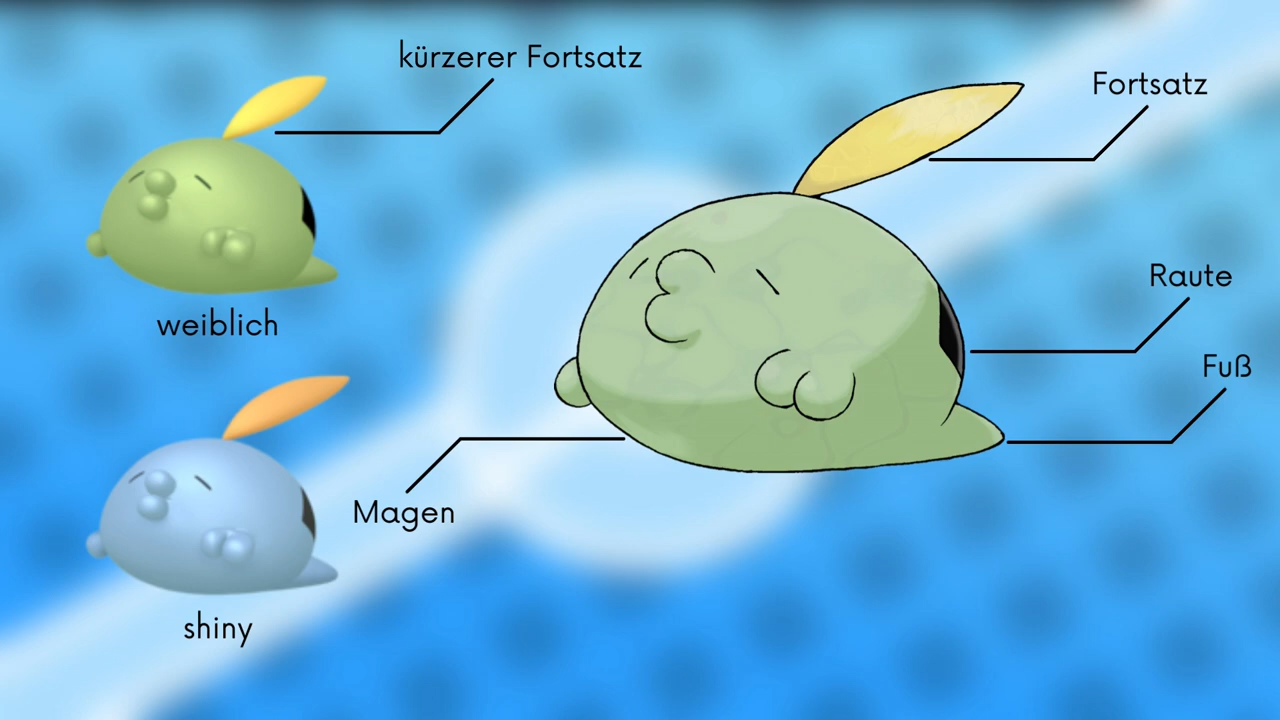 kürzerer Fortsatz
Fortsatz
Raute
weiblich
Fuß
Magen
shiny